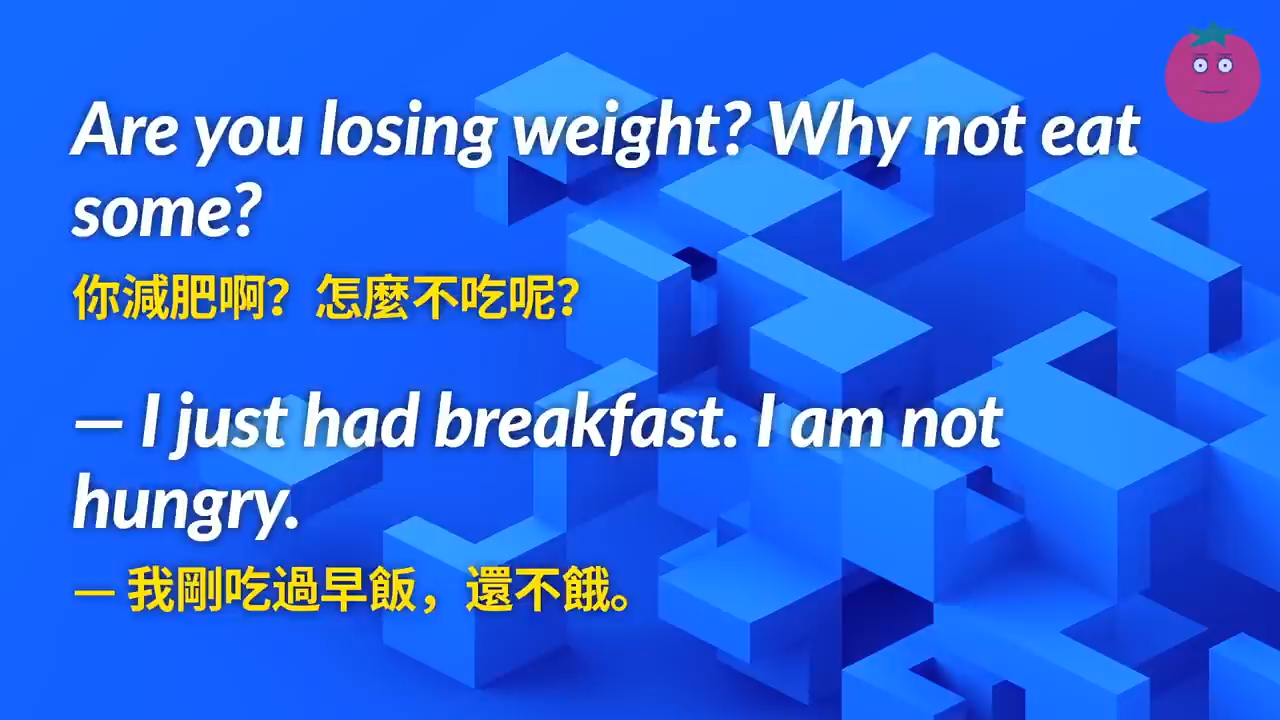 Are you losing weight? Why not eat
some?
你減肥啊？怎麼不吃呢？
— I just had breakfast. I am not
hungry.
— 我剛吃過早飯，還不餓。